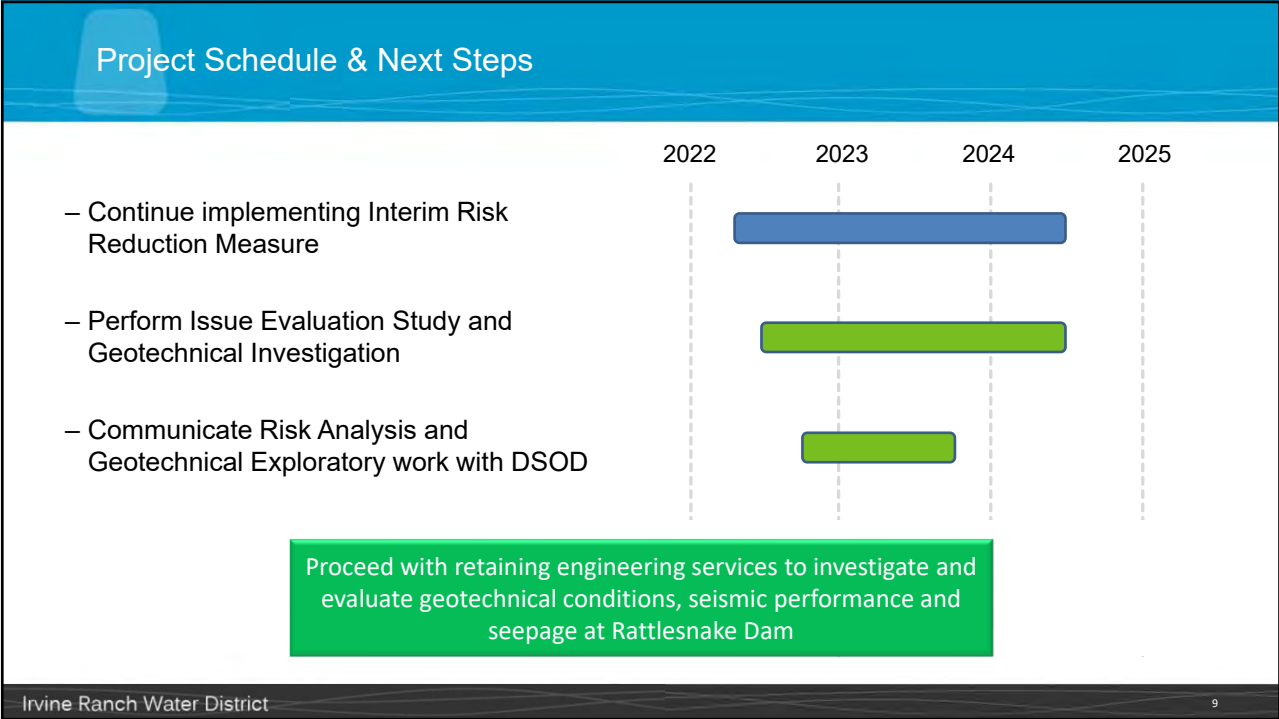 Project Schedule & Next Steps
2022 2023 2024 2025
– Continue implementing Interim Risk
Reduction Measure
– Perform Issue Evaluation Study and
Geotechnical Investigation
– Communicate Risk Analysis and
Geotechnical Exploratory work with DSOD
Proceed with retaining engineering services to investigate and
evaluate geotechnical conditions, seismic performance and
seepage at Rattlesnake Dam
Irvine Ranch Water District
9